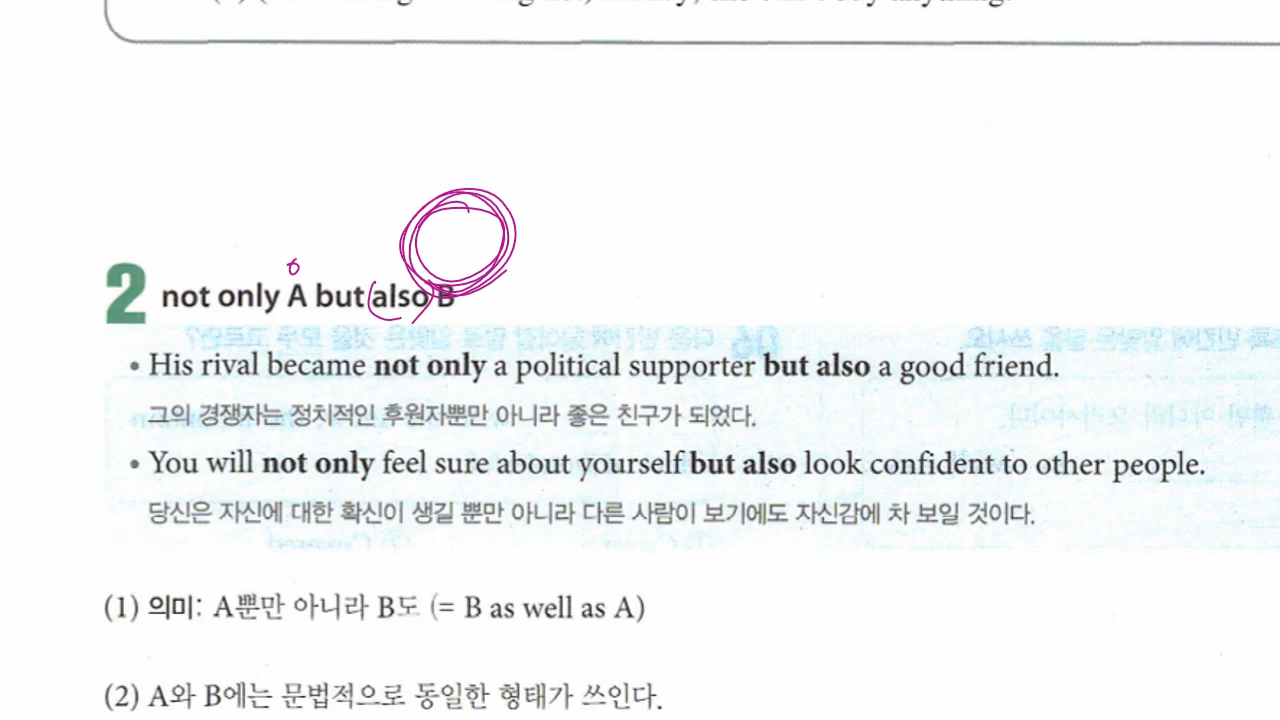 2 not only A but also B
• His rival became not only a political supporter but also a good friend.
그의 경쟁자는 정치적인 후원자뿐만 아니라 좋은 친구가 되었다.
• You will not only feel sure about yourself but also look confident to other people.
당신은 자신에 대한 확신이 생길 뿐만 아니라 다른 사람이 보기에도 자신감에 차 보일 것이다.
(1) 의미: A뿐만 아니라 B도 (= B as well as A)
(2) A와 B에는 문법적으로 동일한 형태가 쓰인다.